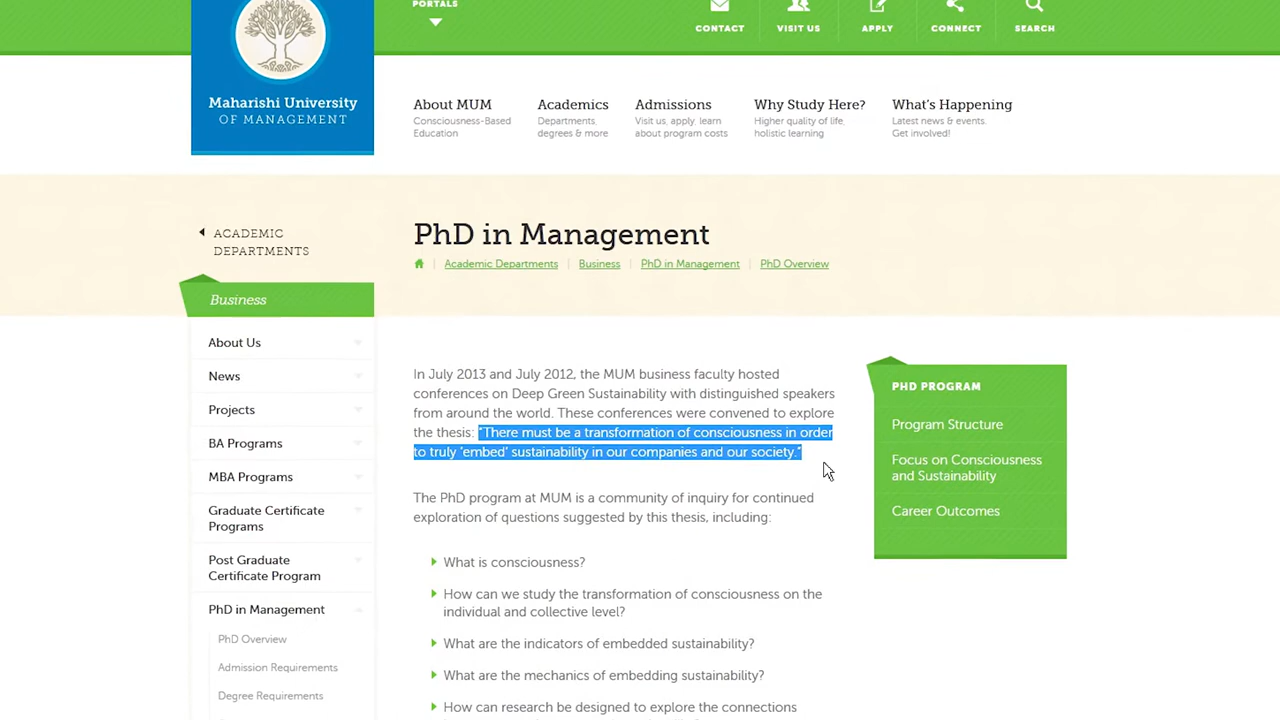 PORTALS
CONTACT
VISIT US
APPLY
CONNECT
SEARCH
Maharishi University
OF MANAGEMENT
About MUM
Consciousness-Based
Education
Academics
Departments,
degrees & more
Admissions
Visit us, apply, learn
about program costs
Why Study Here?
Higher quality of life,
holistic learning
What's Happening
Latest news & events.
Get involved!
ACADEMIC
DEPARTMENTS
PhD in Management
Academic Departments | Business | PhD in Management | PhD Overview
Business
About Us
News
Projects
BA Programs
MBA Programs
Graduate Certificate
Programs
Post Graduate
Certificate Program
PhD in Management
PhD Overview
Admission Requirements
Degree Requirements
In July 2013 and July 2012, the MUM business faculty hosted
conferences on Deep Green Sustainability with distinguished speakers
from around the world. These conferences were convened to explore
the thesis: "There must be a transformation of consciousness in order
to truly 'embed' sustainability in our companies and our society."
The PhD program at MUM is a community of inquiry for continued
exploration of questions suggested by this thesis, including:
What is consciousness?
How can we study the transformation of consciousness on the
individual and collective level?
What are the indicators of embedded sustainability?
What are the mechanics of embedding sustainability?
How can research be designed to explore the connections
PHD PROGRAM
Program Structure
Focus on Consciousness
and Sustainability
Career Outcomes